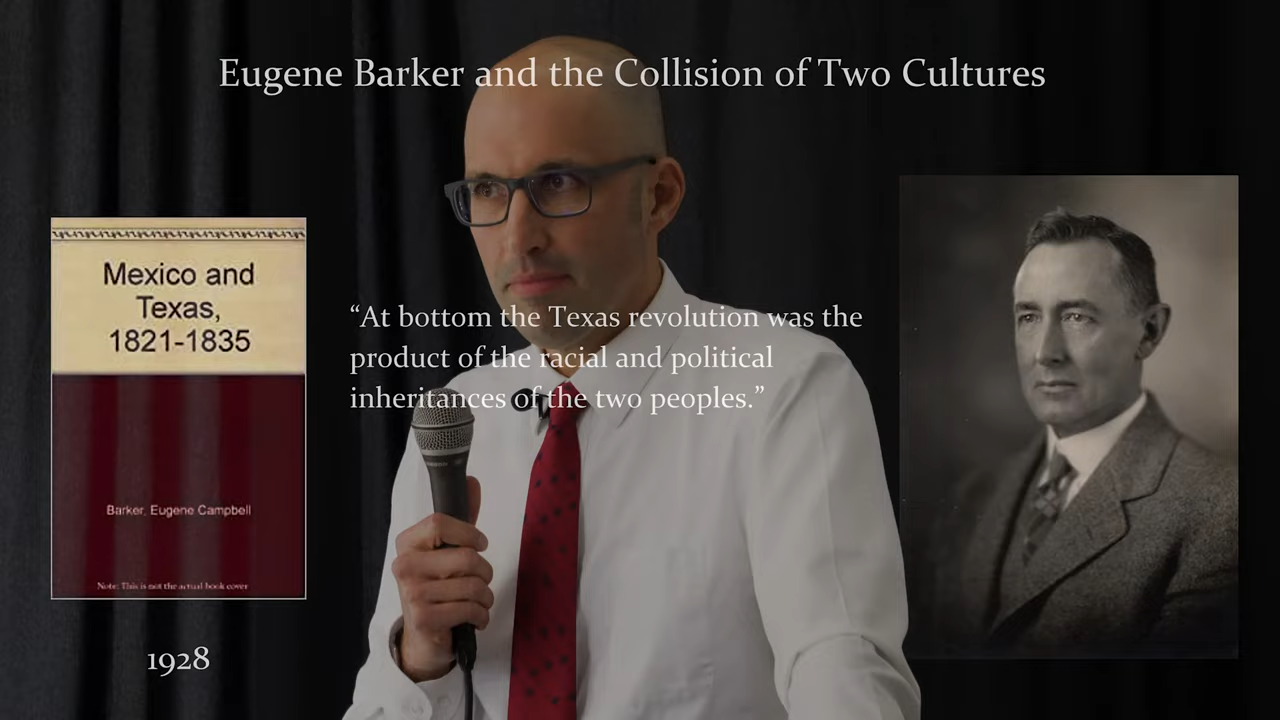 Eugene Barker and the Collision of Two Cultures
Mexico and
Texas,
1821-1835
Barker, Eugene Campbell
Note: This is not the actual book cover
1928
“At bottom the Texas revolution was the
product of the racial and political
inheritances of the two peoples.”